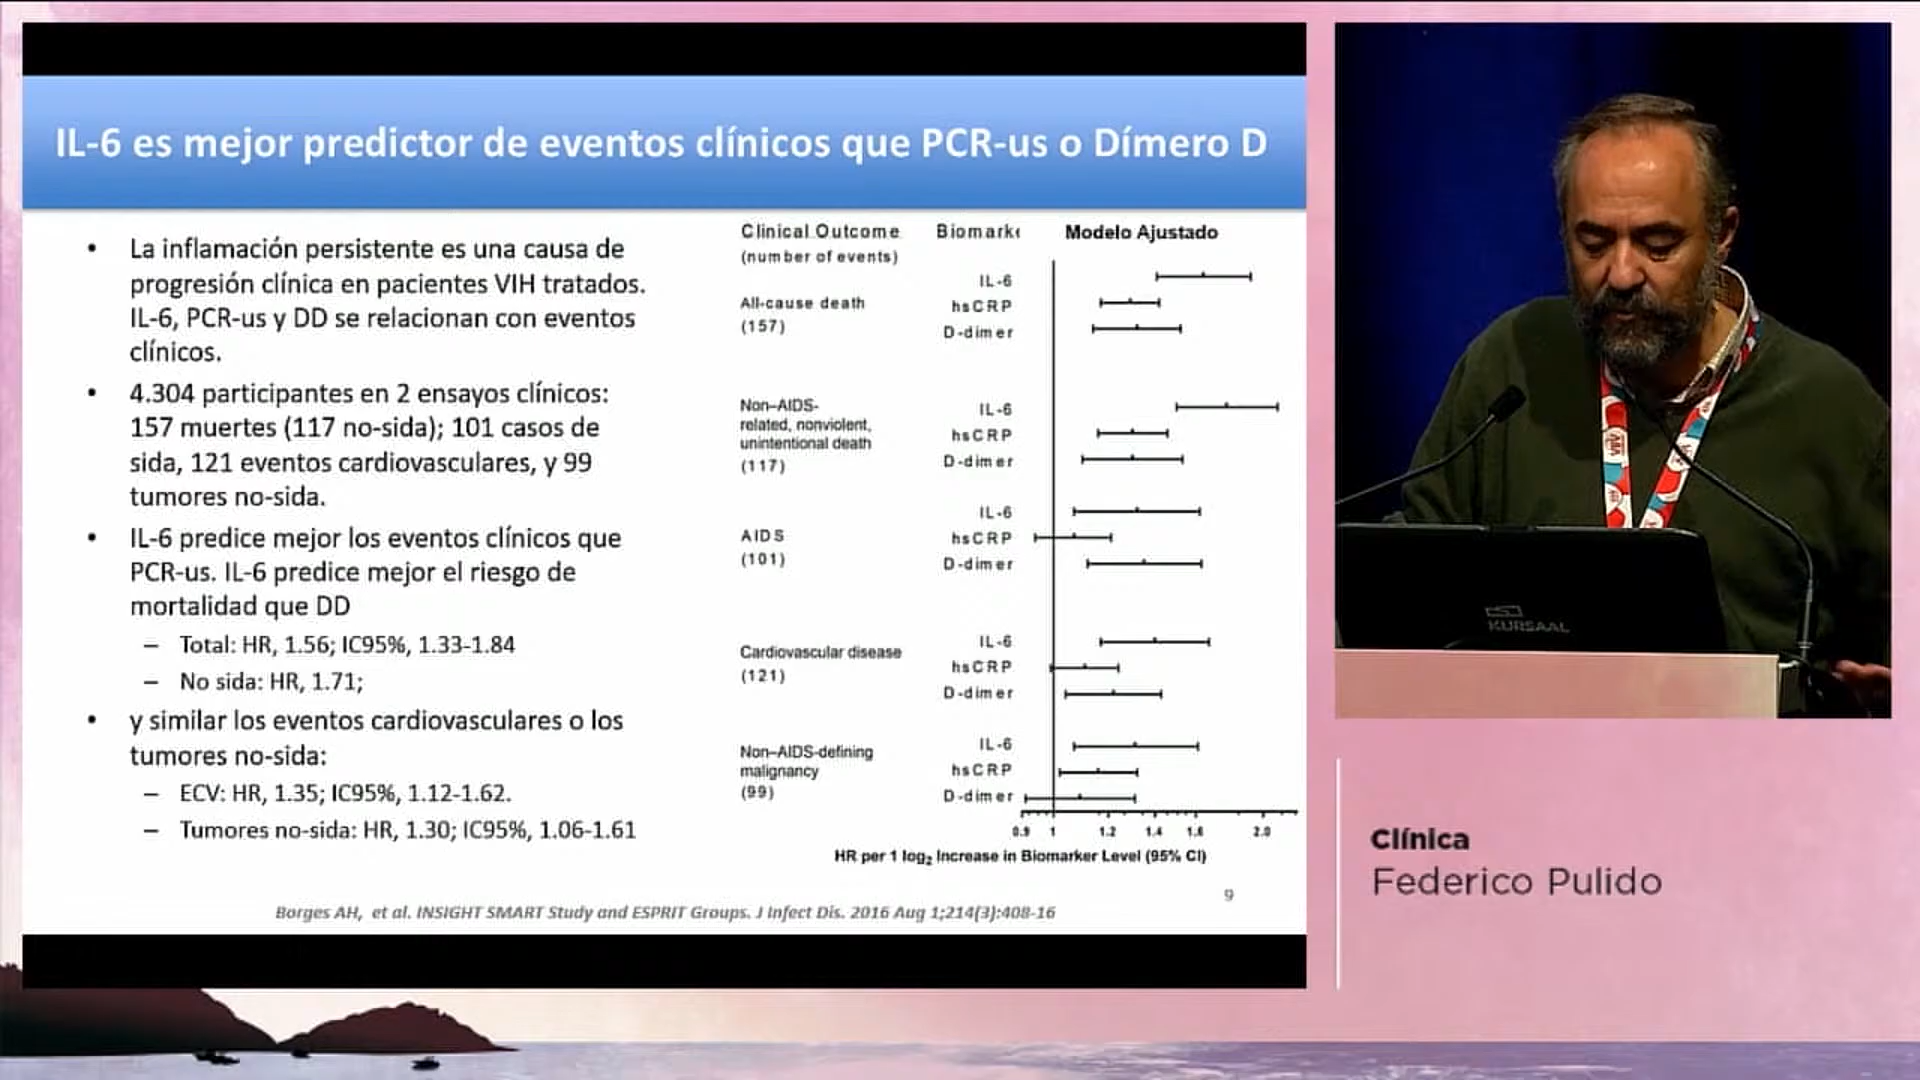 IL-6 es mejor predictor de eventos clínicos que PCR-us o Dímero D
• La inflamación persistente es una causa de
progresión clínica en pacientes VIH tratados.
IL-6, PCR-us y DD se relacionan con eventos
clínicos.
• 4.304 participantes en 2 ensayos clínicos:
157 muertes (117 no-sida); 101 casos de
sida, 121 eventos cardiovasculares, y 99
tumores no-sida.
• IL-6 predice mejor los eventos clínicos que
PCR-us. IL-6 predice mejor el riesgo de
mortalidad que DD
– Total: HR, 1.56; IC95%, 1.33-1.84
– No sida: HR, 1.71;
• y similar los eventos cardiovasculares o los
tumores no-sida:
– ECV: HR, 1.35; IC95%, 1.12-1.62.
– Tumores no-sida: HR, 1.30; IC95%, 1.06-1.61
Clinical Outcome Biomark Modelo Ajustado
(number of events)
IL-6
All-cause death hsCRP
(157) D-dimer
Non–AIDS- IL-6
related, nonviolent, hsCRP
unintentional death
(117) D-dimer
IL-6
AIDS hsCRP
(101) D-dimer
IL-6
Cardiovascular disease hsCRP
(121) D-dimer
Non–AIDS-defining IL-6
malignancy hsCRP
(99) D-dimer
0.9 1 1.2 1.4 1.6 2.0
HR per 1 log₂ Increase in Biomarker Level (95% CI)
9
Borges AH, et al. INSIGHT SMART Study and ESPRIT Groups. J Infect Dis. 2016 Aug 1;214(3):408-16
KURSAAL
Clínica
Federico Pulido